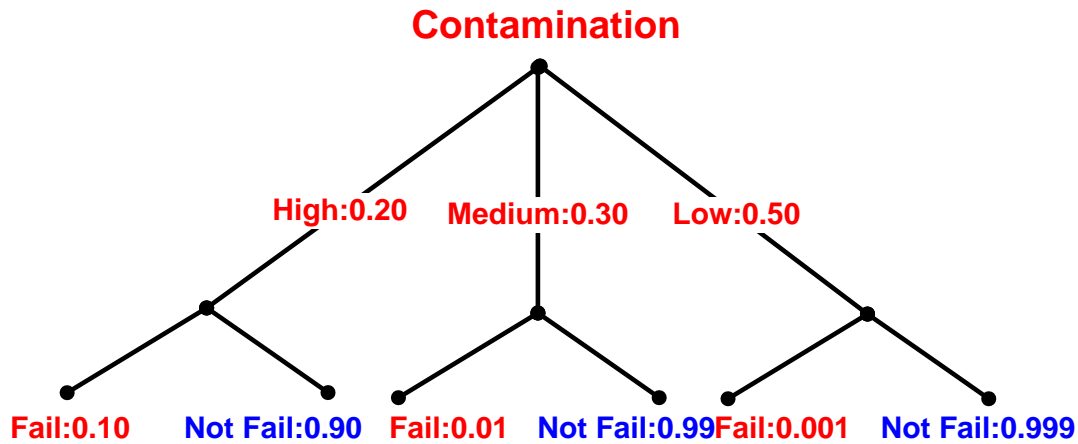 Contamination
High:0.20 Medium:0.30 Low:0.50
Fail:0.10 Not Fail:0.90 Fail:0.01 Not Fail:0.99 Fail:0.001 Not Fail:0.999